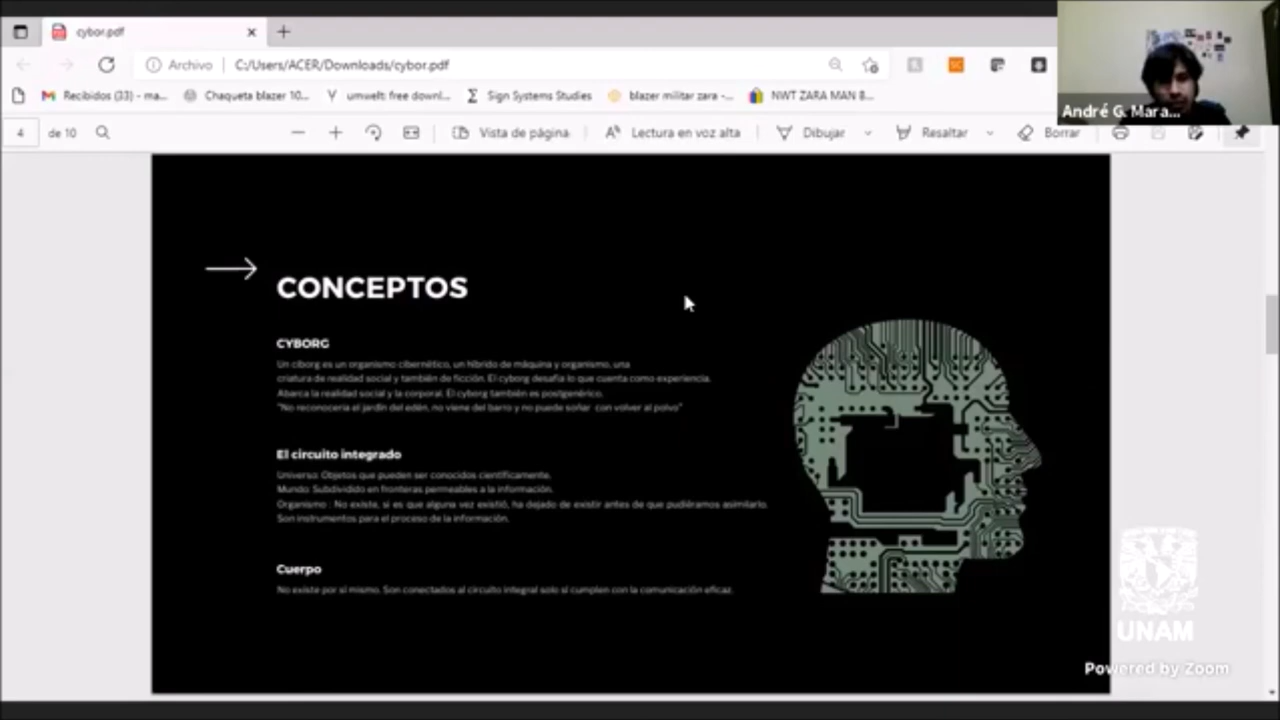 cybor.pdf
Archivo | C:/Users/ACER/Downloads/cybor.pdf
Recibidos (33) - ma... Chaqueta blazer 10... umwelt: free downl... Sign Systems Studies blazer militar zara -... NWT ZARA MAN B...
4 de 10 Vista de página Lectura en voz alta Dibujar Resaltar Borrar
André G. Mara...
CONCEPTOS
CYBORG
Un ciborg es un organismo cibernético, un híbrido de máquina y organismo, una
criatura de realidad social y también de ficción. El cyborg desafía lo que cuenta como experiencia.
Abarca la realidad social y la corporal. El cyborg también es postgenérico.
"No reconocería el jardín del edén, no viene del barro y no puede soñar con volver al polvo"
El circuito integrado
Universo: Objetos que pueden ser conocidos científicamente.
Mundo: Subdividido en fronteras permeables a la información.
Organismo : No existe, si es que alguna vez existió, ha dejado de existir antes de que pudiéramos asimilarlo.
Son instrumentos para el proceso de la información.
Cuerpo
No existe por sí mismo. Son conectados al circuito integral solo si cumplen con la comunicación eficaz.
UNAM
Powered by Zoom